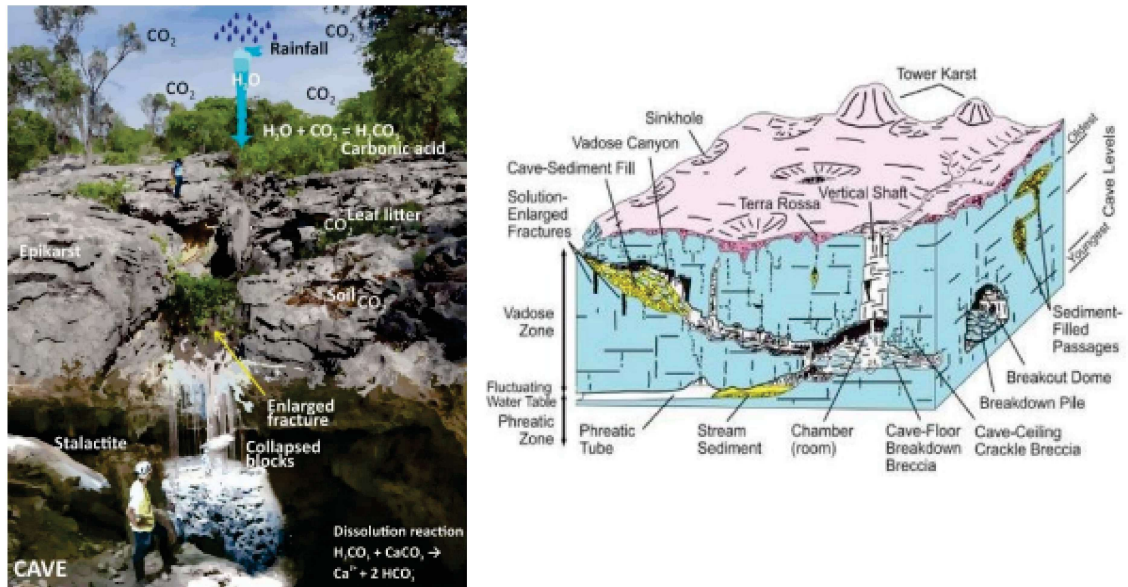 CO₂
CO₂
Rainfall
H₂O
CO₂
CO₂
H₂O + CO₂ = H₂CO₃
Carbonic acid
Leaf litter
CO₂
Epikarst
Soil
CO₂
Enlarged
fracture
Stalactite
Collapsed
blocks
Dissolution reaction
H₂CO₃ + CaCO₃ →
Ca²⁺ + 2 HCO₃⁻
CAVE
Tower Karst
Sinkhole
Vadose Canyon
Cave-Sediment Fill
Solution-
Enlarged
Fractures
Vertical Shaft
Terra Rossa
Oldest
Youngest
Cave Levels
Vadose
Zone
Fluctuating
Water Table
Phreatic
Zone
Sediment-
Filled
Passages
Breakout Dome
Breakdown Pile
Phreatic
Tube
Stream
Sediment
Chamber
(room)
Cave-Floor
Breakdown
Breccia
Cave-Ceiling
Crackle Breccia